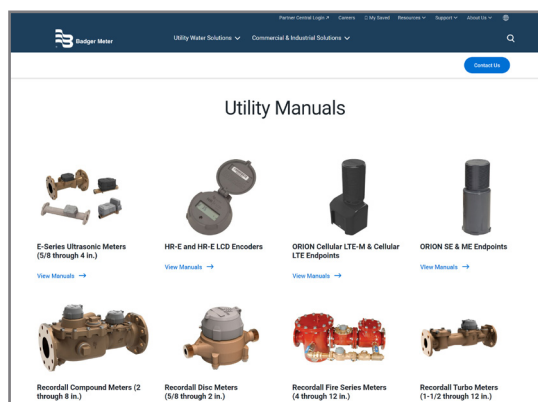 Partner Central Login Careers My Saved Resources Support About Us
Badger Meter
Utility Water Solutions Commercial & Industrial Solutions
Contact Us
Utility Manuals
E-Series Ultrasonic Meters
(5/8 through 4 in.)
View Manuals →
HR-E and HR-E LCD Encoders
View Manuals →
ORION Cellular LTE-M & Cellular
LTE Endpoints
View Manuals →
ORION SE & ME Endpoints
View Manuals →
Recordall Compound Meters (2
through 8 in.)
Recordall Disc Meters
(5/8 through 2 in.)
Recordall Fire Series Meters
(4 through 12 in.)
Recordall Turbo Meters
(1-1/2 through 12 in.)